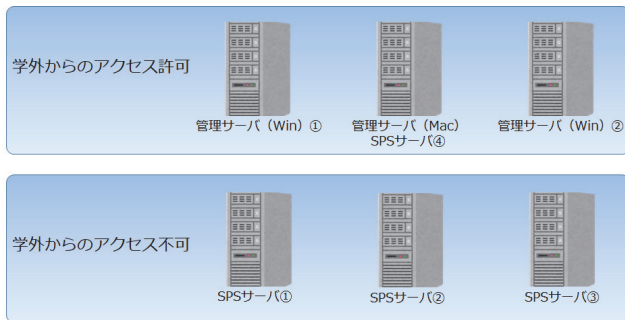 学外からのアクセス許可
管理サーバ（Win）①
管理サーバ（Mac）
SPSサーバ④
管理サーバ（Win）②
学外からのアクセス不可
SPSサーバ①
SPSサーバ②
SPSサーバ③